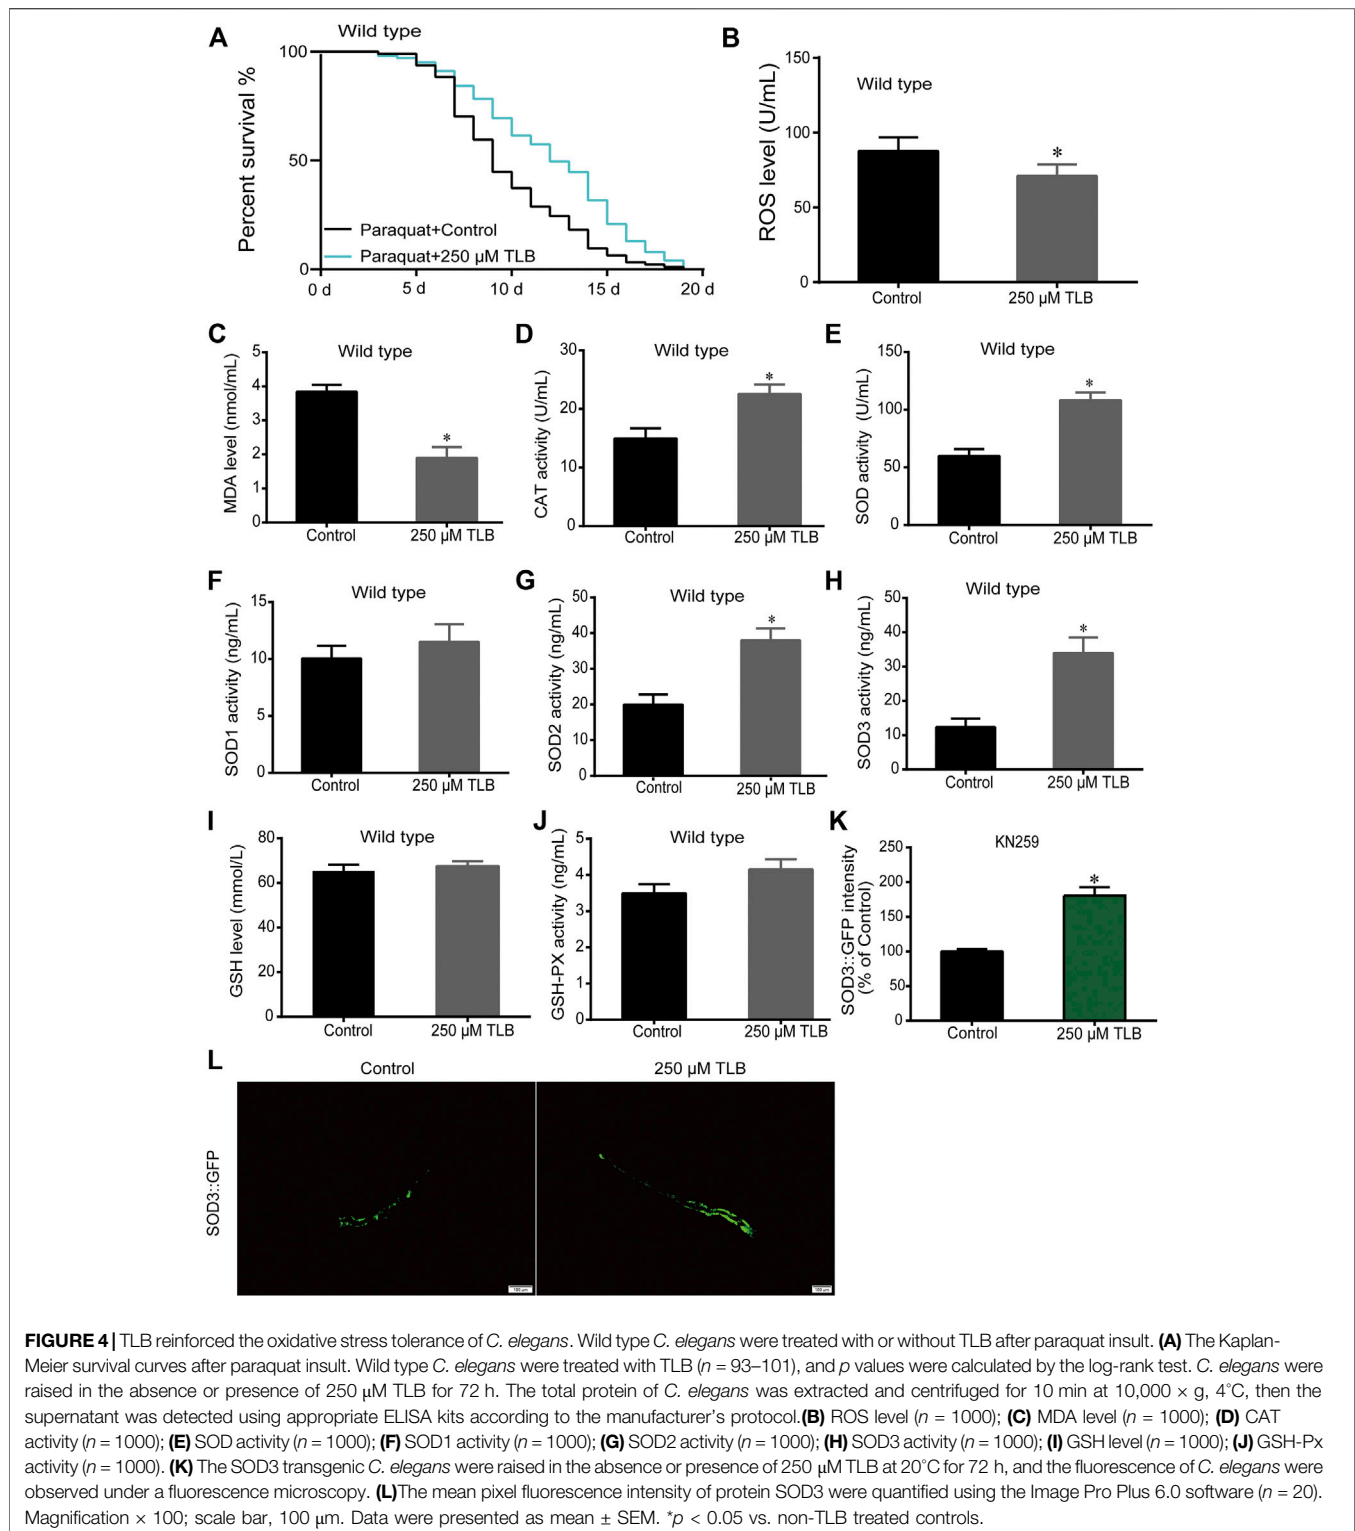 A
Wild type
Percent survival %
100
50
0
Paraquat+Control
Paraquat+250 μM TLB
0 d
5 d
10 d
15 d
20 d
B
Wild type
ROS level (U/mL)
150
100
50
0
*
Control
250 μM TLB
C
Wild type
MDA level (nmol/mL)
5
4
3
2
1
0
*
Control
250 μM TLB
D
Wild type
CAT activity (U/mL)
30
20
10
0
*
Control
250 μM TLB
E
Wild type
SOD activity (U/mL)
150
100
50
0
*
Control
250 μM TLB
F
Wild type
SOD1 activity (ng/mL)
15
10
5
0
Control
250 μM TLB
G
Wild type
SOD2 activity (ng/mL)
50
40
30
20
10
0
*
Control
250 μM TLB
H
Wild type
SOD3 activity (ng/mL)
50
40
30
20
10
0
*
Control
250 μM TLB
I
Wild type
GSH level (mmol/L)
80
60
40
20
0
Control
250 μM TLB
J
Wild type
GSH-PX activity (ng/mL)
5
4
3
2
1
0
Control
250 μM TLB
K
KN259
SOD3::GFP intensity
(% of Control)
250
200
150
100
50
0
*
Control
250 μM TLB
L
Control
250 μM TLB
SOD3::GFP
100 μm
100 μm
FIGURE 4 | TLB reinforced the oxidative stress tolerance of C. elegans. Wild type C. elegans were treated with or without TLB after paraquat insult. (A) The Kaplan-
Meier survival curves after paraquat insult. Wild type C. elegans were treated with TLB (n = 93–101), and p values were calculated by the log-rank test. C. elegans were
raised in the absence or presence of 250 μM TLB for 72 h. The total protein of C. elegans was extracted and centrifuged for 10 min at 10,000 × g, 4°C, then the
supernatant was detected using appropriate ELISA kits according to the manufacturer's protocol.(B) ROS level (n = 1000); (C) MDA level (n = 1000); (D) CAT
activity (n = 1000); (E) SOD activity (n = 1000); (F) SOD1 activity (n = 1000); (G) SOD2 activity (n = 1000); (H) SOD3 activity (n = 1000); (I) GSH level (n = 1000); (J) GSH-Px
activity (n = 1000). (K) The SOD3 transgenic C. elegans were raised in the absence or presence of 250 μM TLB at 20°C for 72 h, and the fluorescence of C. elegans were
observed under a fluorescence microscopy. (L)The mean pixel fluorescence intensity of protein SOD3 were quantified using the Image Pro Plus 6.0 software (n = 20).
Magnification × 100; scale bar, 100 μm. Data were presented as mean ± SEM. *p < 0.05 vs. non-TLB treated controls.